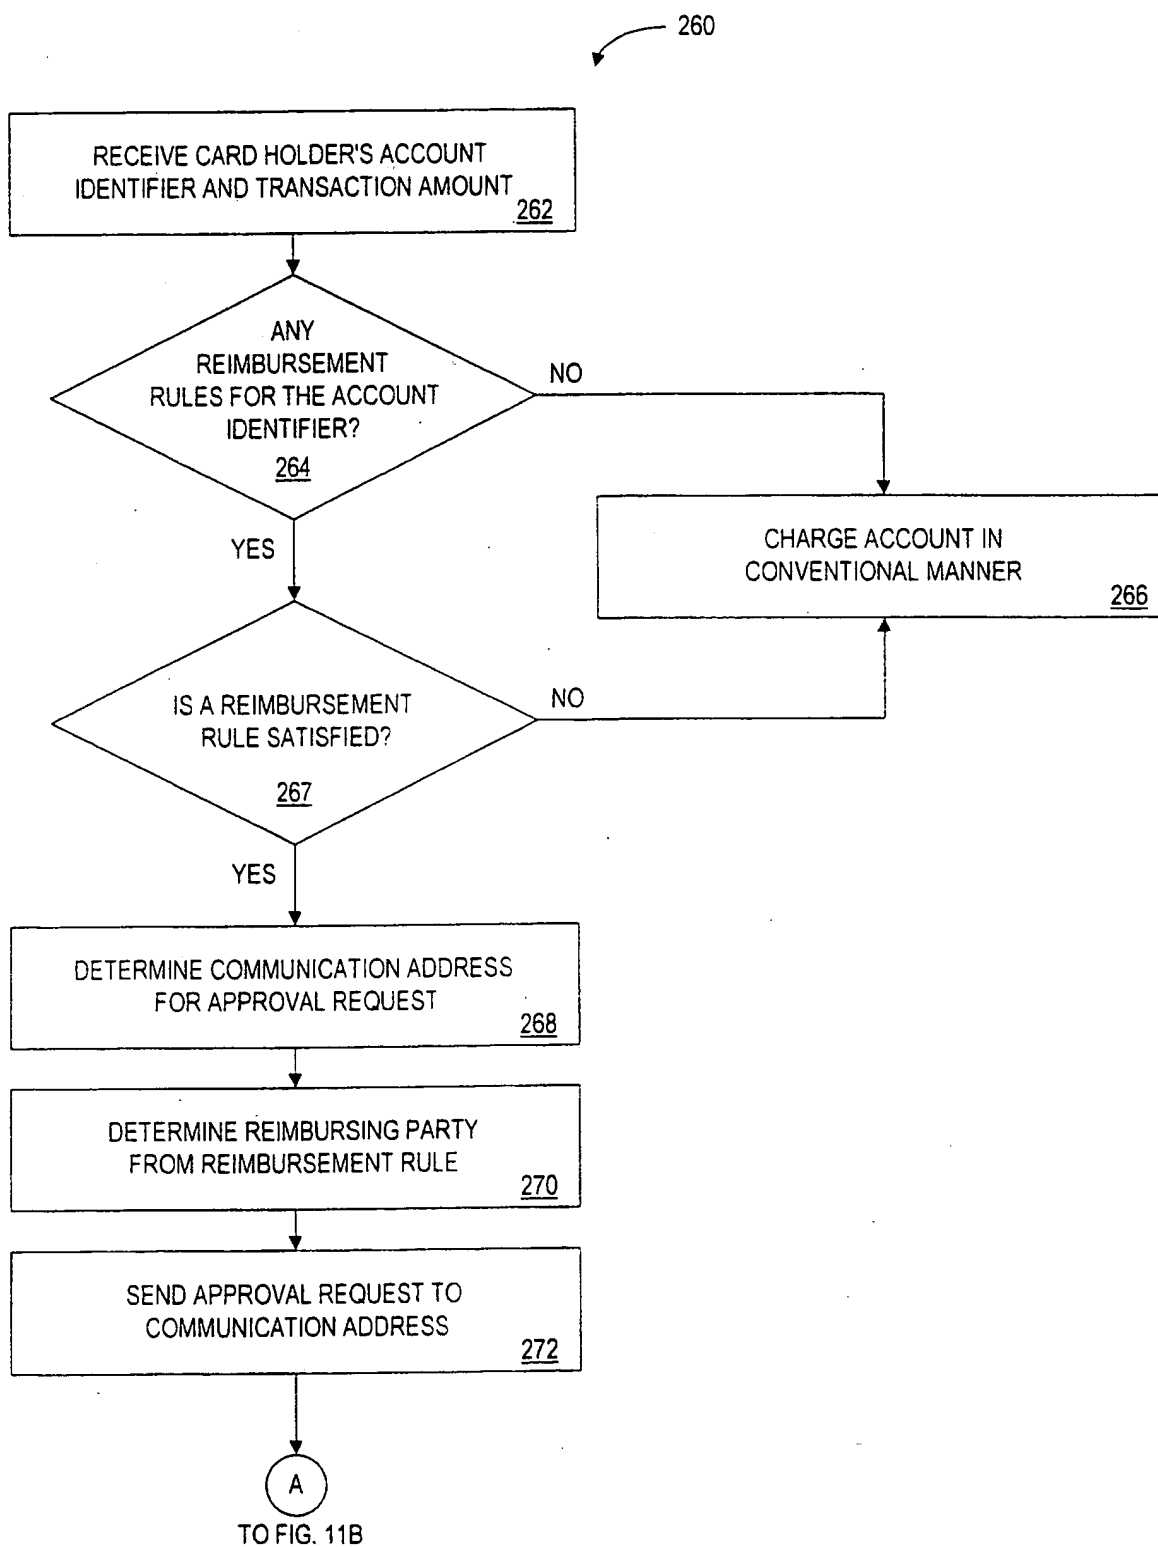 260
RECEIVE CARD HOLDER'S ACCOUNT
IDENTIFIER AND TRANSACTION AMOUNT
262
ANY
REIMBURSEMENT
RULES FOR THE ACCOUNT
IDENTIFIER?
264
NO
YES
CHARGE ACCOUNT IN
CONVENTIONAL MANNER
266
IS A REIMBURSEMENT
RULE SATISFIED?
267
NO
YES
DETERMINE COMMUNICATION ADDRESS
FOR APPROVAL REQUEST
268
DETERMINE REIMBURSING PARTY
FROM REIMBURSEMENT RULE
270
SEND APPROVAL REQUEST TO
COMMUNICATION ADDRESS
272
A
TO FIG. 11B